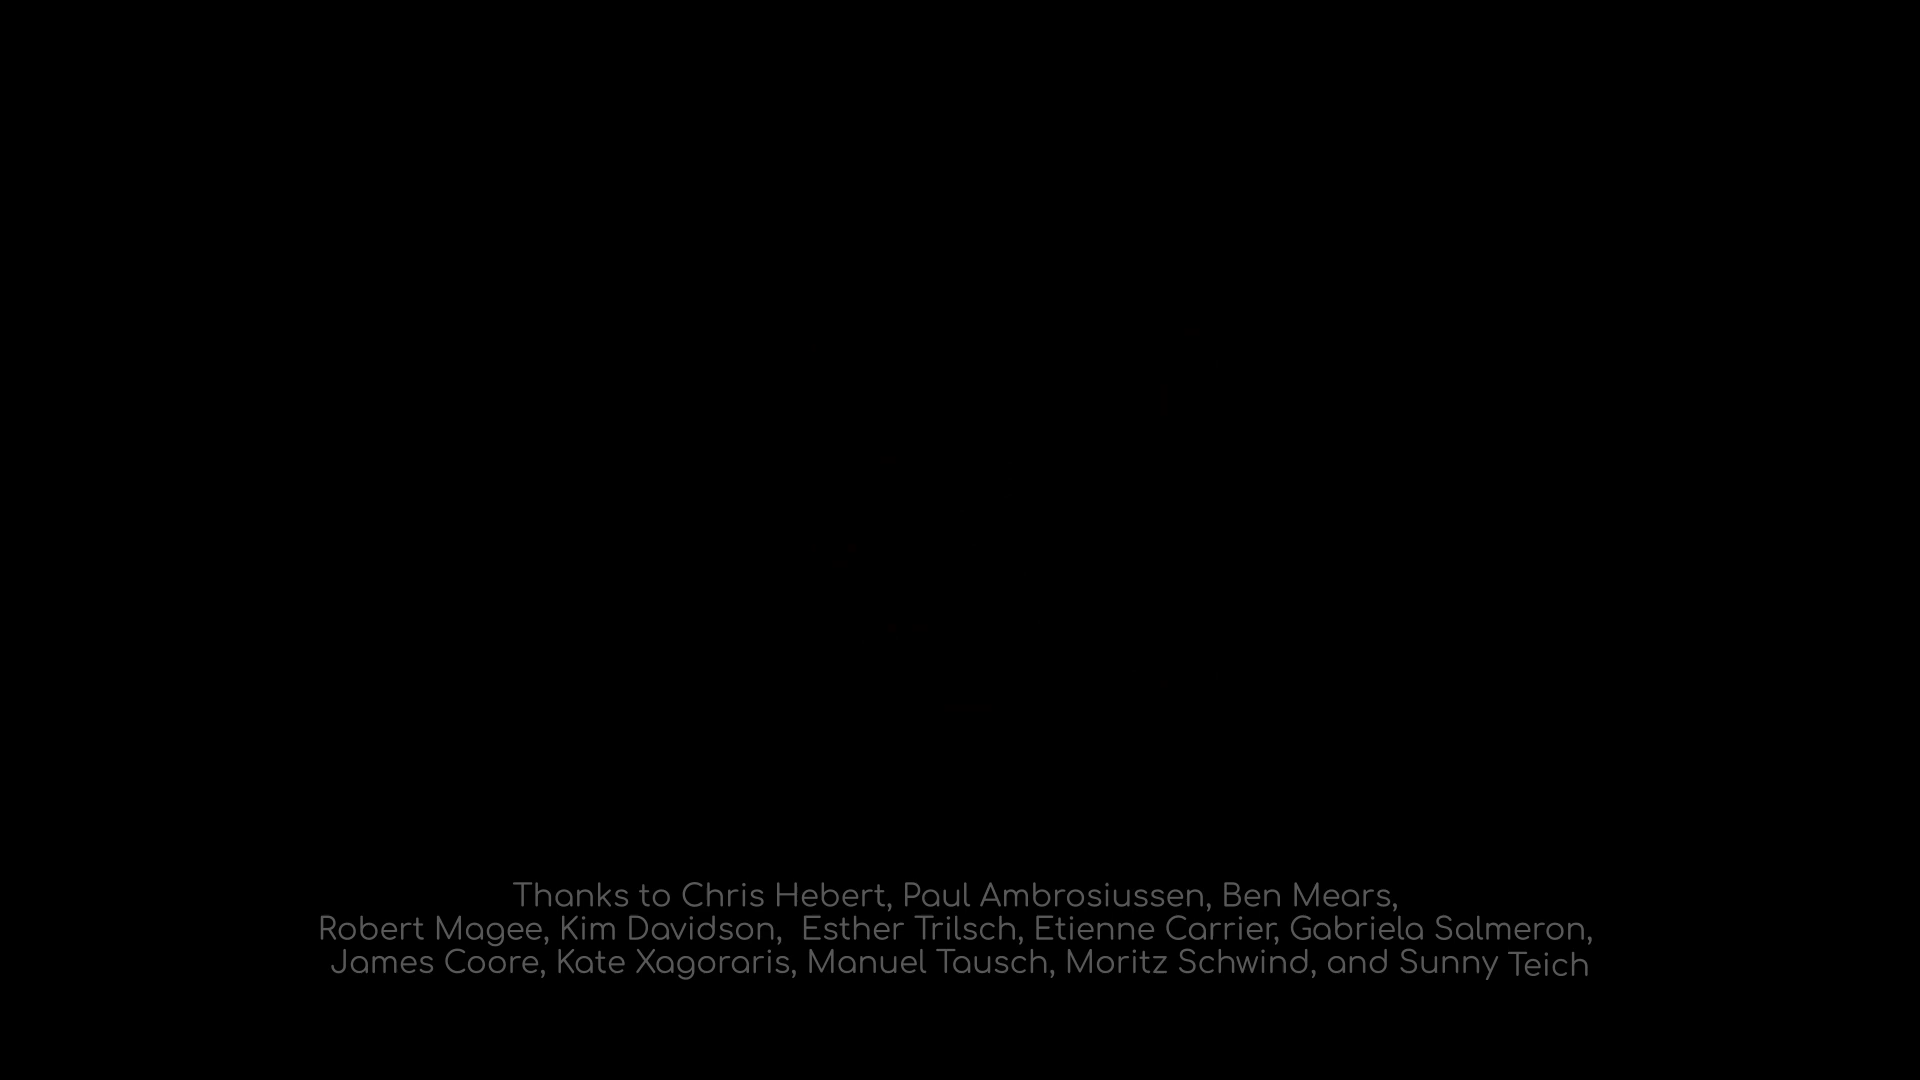 Thanks to Chris Hebert, Paul Ambrosiussen, Ben Mears,
Robert Magee, Kim Davidson,  Esther Trilsch, Etienne Carrier, Gabriela Salmeron,
James Coore, Kate Xagoraris, Manuel Tausch, Moritz Schwind, and Sunny Teich